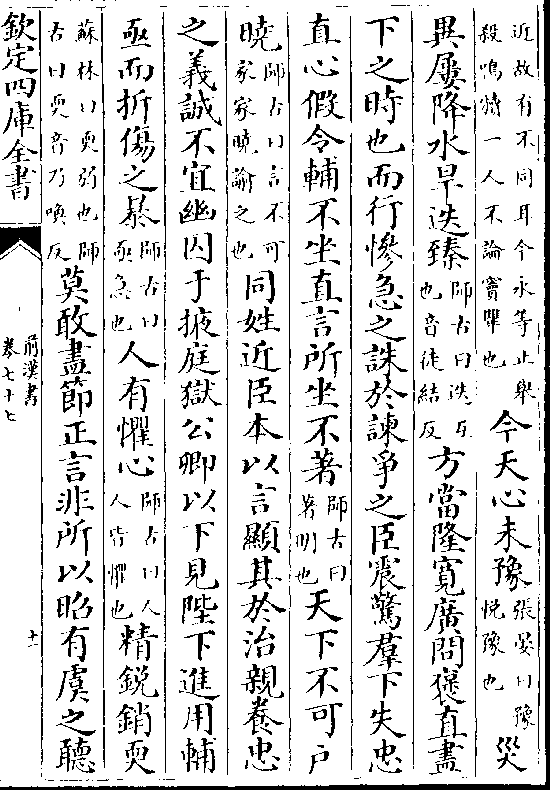 近故有不同耳今永等止舉
殺鳴犢一人不論竇犨也
今天心未豫
張晏曰豫
悅豫也
災
異屢降水旱迭臻
師古曰迭互
也音徒結反
方當隆寛廣問褒直盡
下之時也而行慘急之誅於諫爭之臣震驚羣下失忠
直心假令輔不坐直言所坐不著
師古曰
著明也
天下不可户
曉
師古曰言不可
家家曉諭之也
同姓近臣本以言顯其於治親養忠
之義誠不宜幽囚于掖庭獄公卿以下見陛下進用輔
亟而折傷之暴
師古曰
亟急也
人有懼心
師古曰人
人皆懼也
精銳銷耎
蘇林曰耎弱也師
古曰耎音乃喚反
莫敢盡節正言非所以昭有虞之聽
欽定四庫全書
前漢書
卷七十七
十一